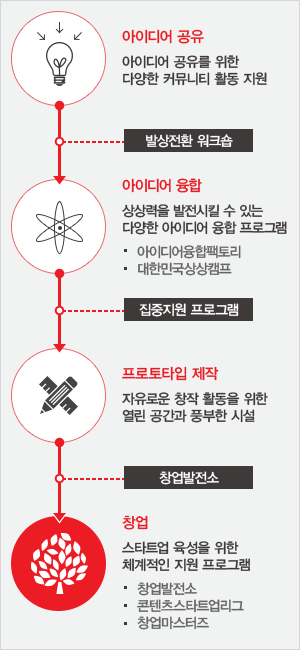 아이디어 공유
아이디어 공유를 위한
다양한 커뮤니티 활동 지원
발상전환 워크숍
아이디어 융합
상상력을 발전시킬 수 있는
다양한 아이디어 융합 프로그램
아이디어융합팩토리
대한민국상상캠프
집중지원 프로그램
프로토타입 제작
자유로운 창작 활동을 위한
열린 공간과 풍부한 시설
창업발전소
창업
스타트업 육성을 위한
체계적인 지원 프로그램
창업발전소
콘텐츠스타트업리그
창업마스터즈